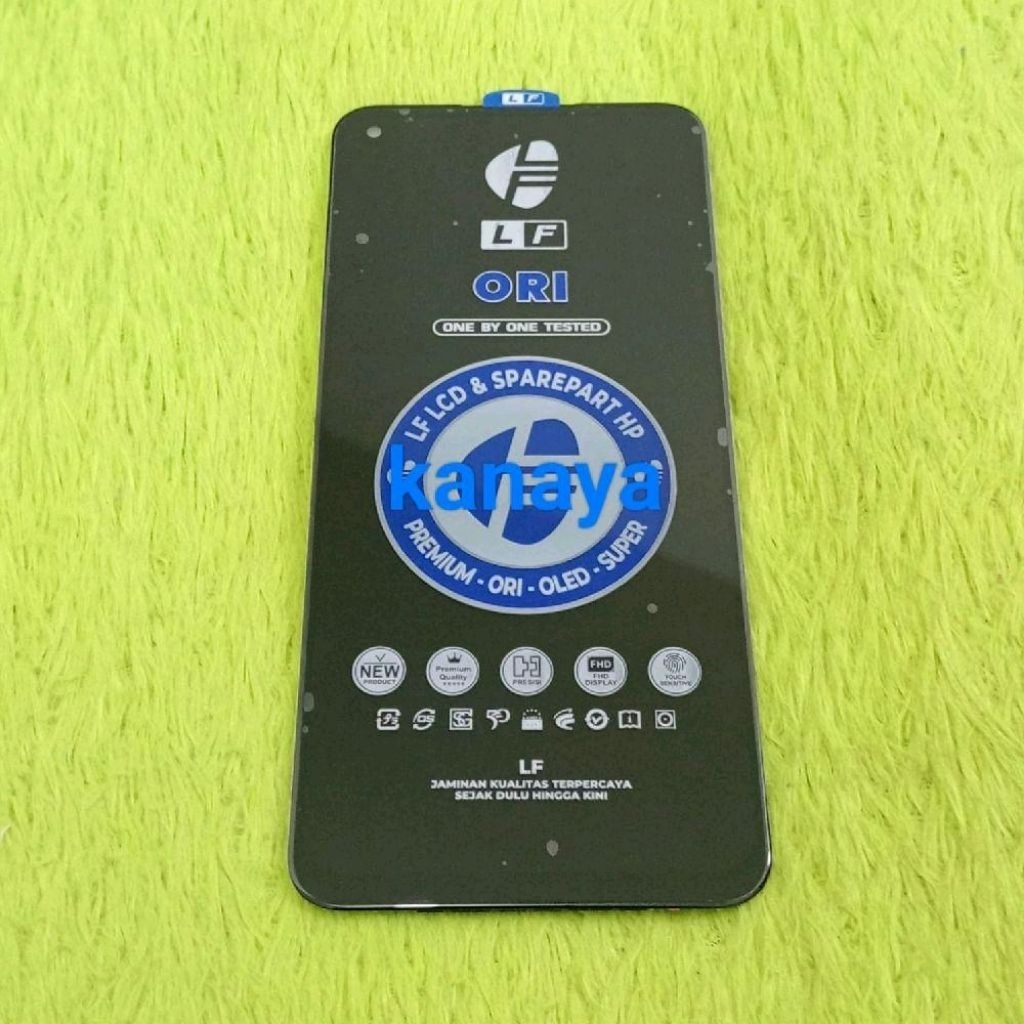 LF
LF
ORI
ONE BY ONE TESTED
LF LCD & SPAREPART HP
kanaya
PREMIUM - ORI - OLED - SUPER
NEW
PRODUCT
Premium
Quality
PRESISI
FHD
FHD
DISPLAY
TOUCH
SENSITIVE
LF
JAMINAN KUALITAS TERPERCAYA
SEJAK DULU HINGGA KINI